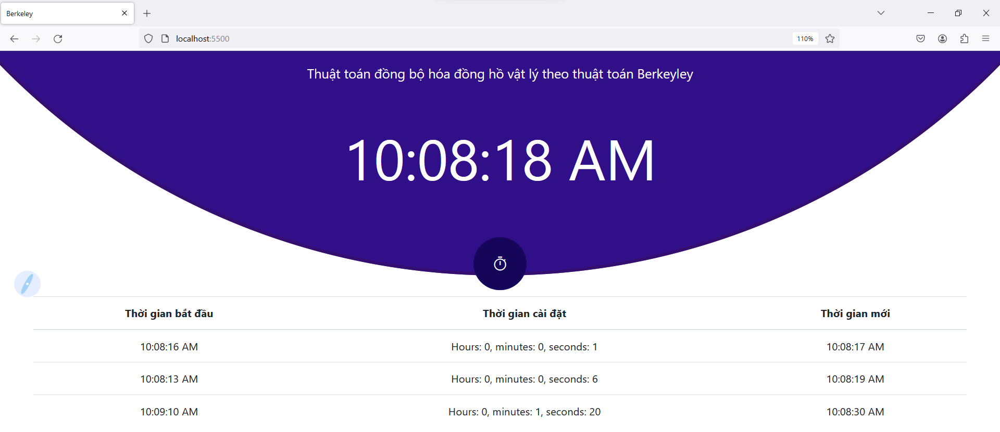 Berkeley
localhost:5500
110%
Thuật toán đồng bộ hóa đồng hồ vật lý theo thuật toán Berkeyley
10:08:18 AM
Thời gian bắt đầu Thời gian cài đặt Thời gian mới
10:08:16 AM Hours: 0, minutes: 0, seconds: 1 10:08:17 AM
10:08:13 AM Hours: 0, minutes: 0, seconds: 6 10:08:19 AM
10:09:10 AM Hours: 0, minutes: 1, seconds: 20 10:08:30 AM